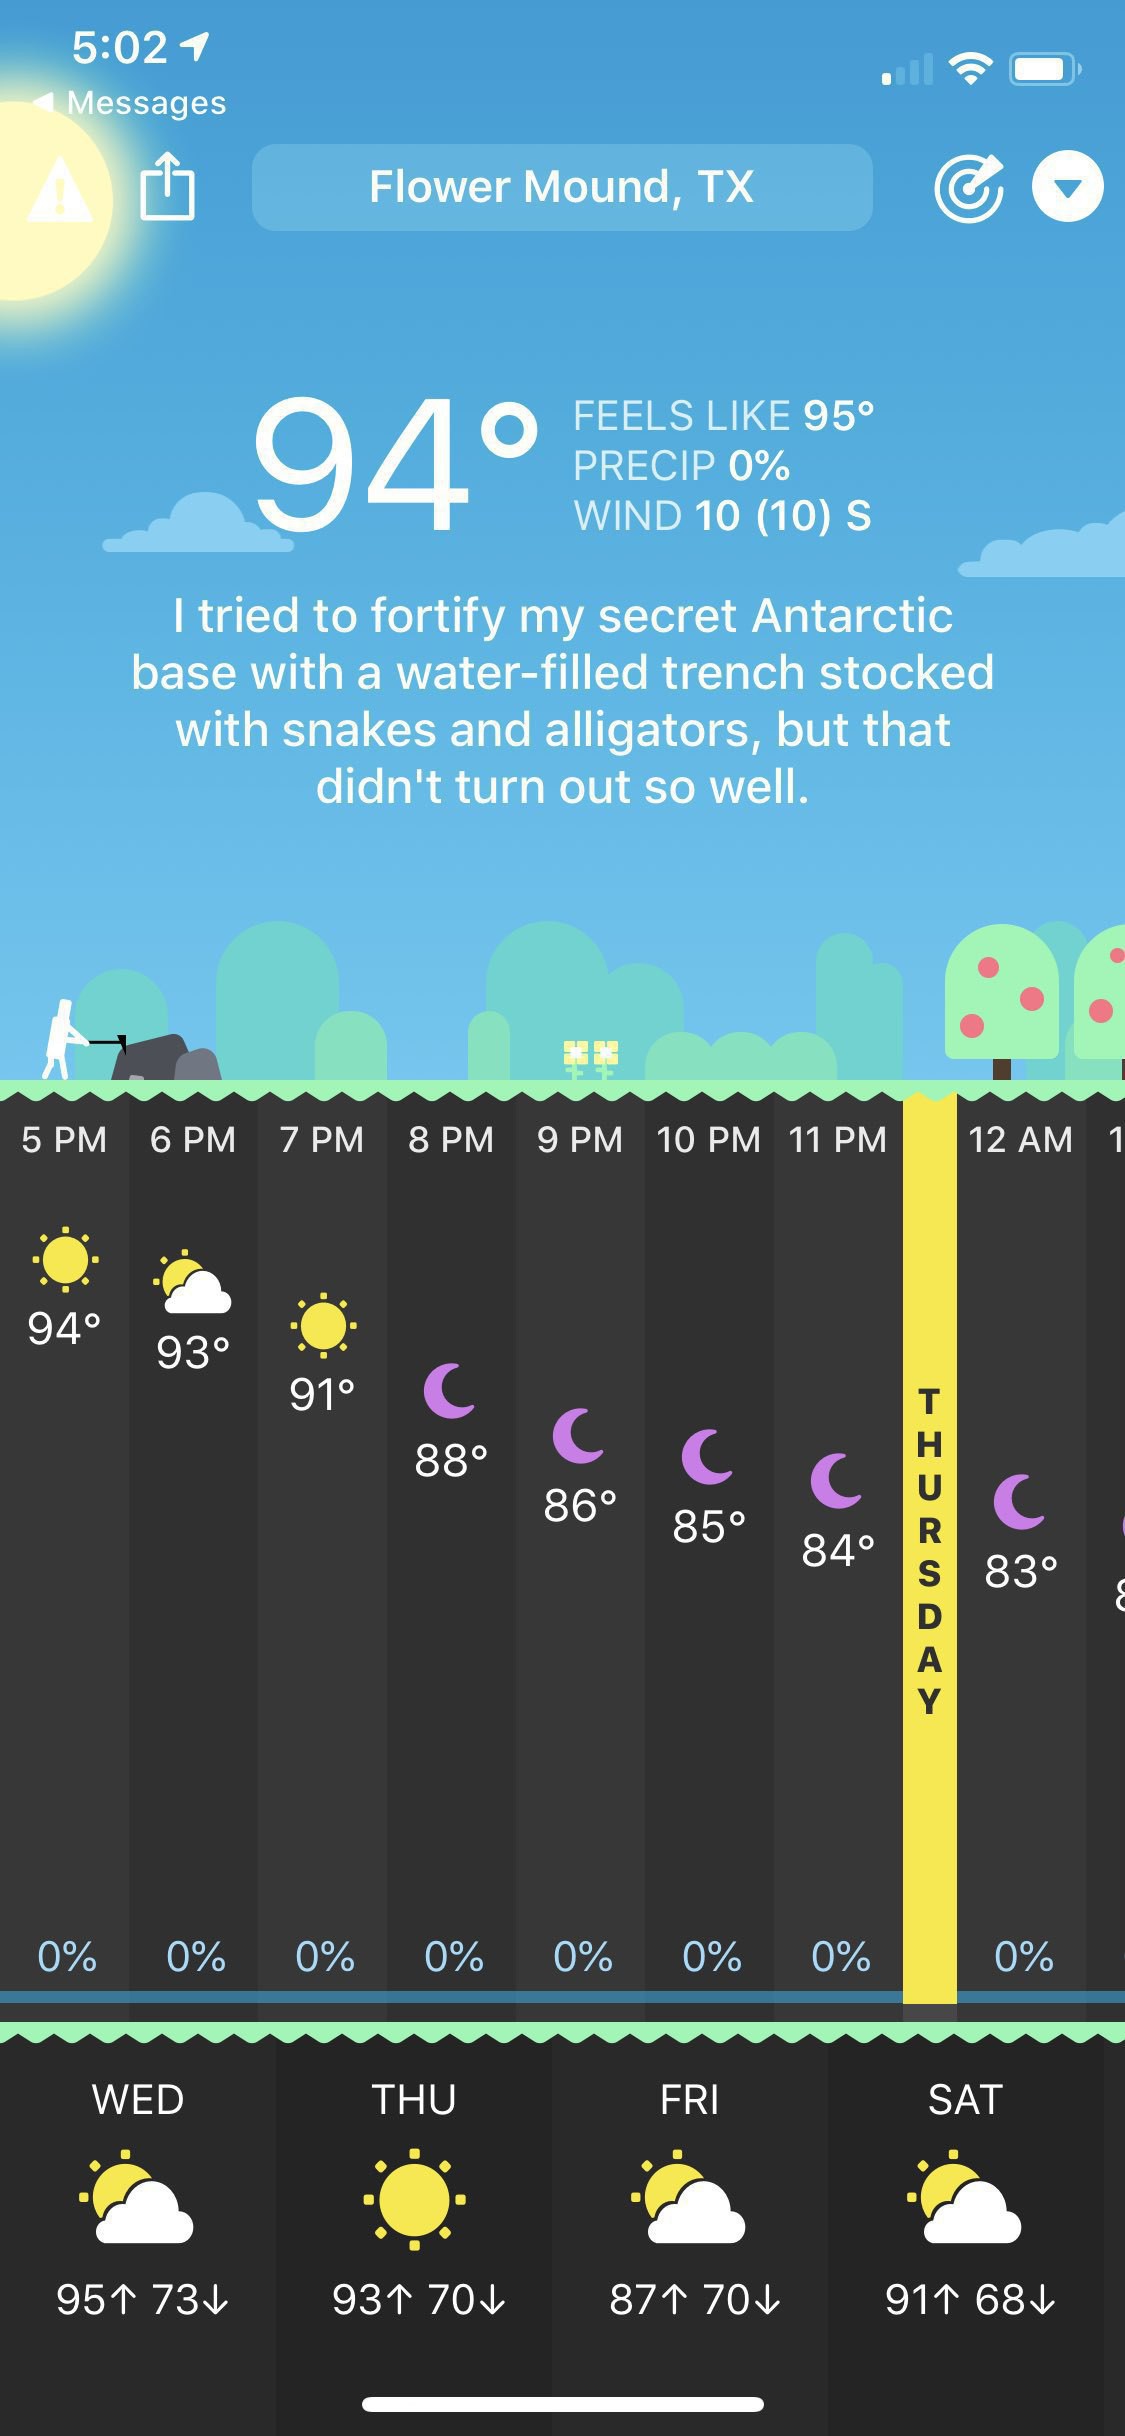 5:02
Messages
Flower Mound, TX
94°
FEELS LIKE 95°
PRECIP 0%
WIND 10 (10) S
I tried to fortify my secret Antarctic
base with a water-filled trench stocked
with snakes and alligators, but that
didn't turn out so well.
5 PM 6 PM 7 PM 8 PM 9 PM 10 PM 11 PM 12 AM
94° 93° 91° 88° 86° 85° 84° 83°
THURSDAY
0% 0% 0% 0% 0% 0% 0% 0%
WED THU FRI SAT
95↑ 73↓ 93↑ 70↓ 87↑ 70↓ 91↑ 68↓